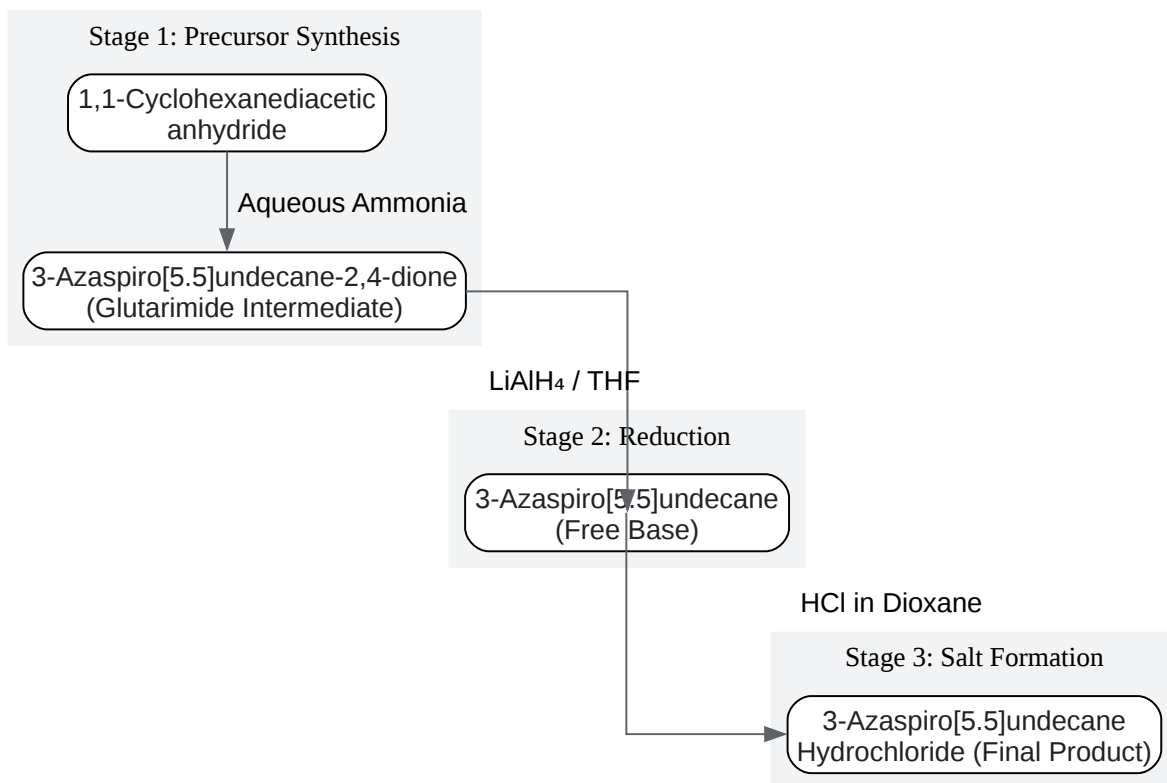 Stage 1: Precursor Synthesis
1,1-Cyclohexanediacetic
anhydride
Aqueous Ammonia
3-Azaspiro[5.5]undecane-2,4-dione
(Glutarimide Intermediate)
LiAlH₄ / THF
Stage 2: Reduction
3-Azaspiro[5.5]undecane
(Free Base)
HCl in Dioxane
Stage 3: Salt Formation
3-Azaspiro[5.5]undecane
Hydrochloride (Final Product)